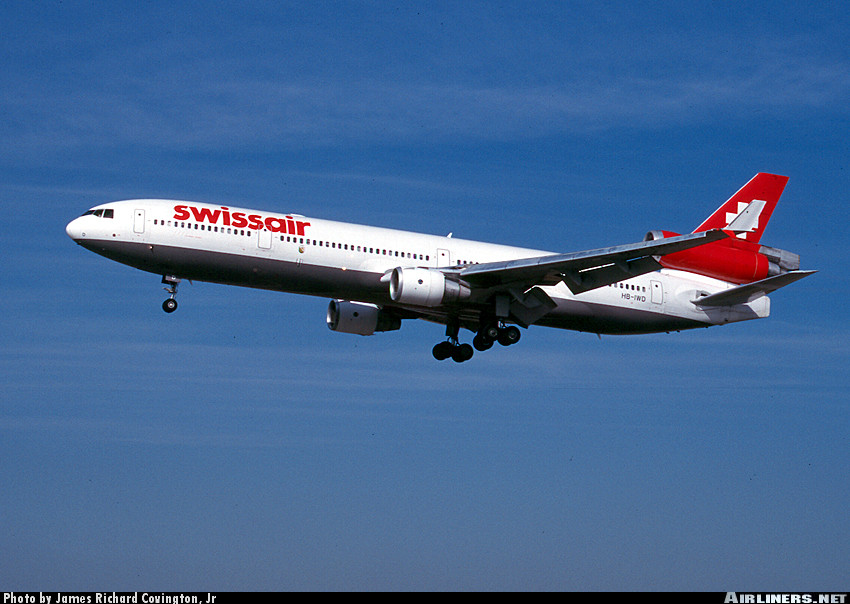 swissair
HB-IWD
Photo by James Richard Covington, Jr
AIRLINERS.NET